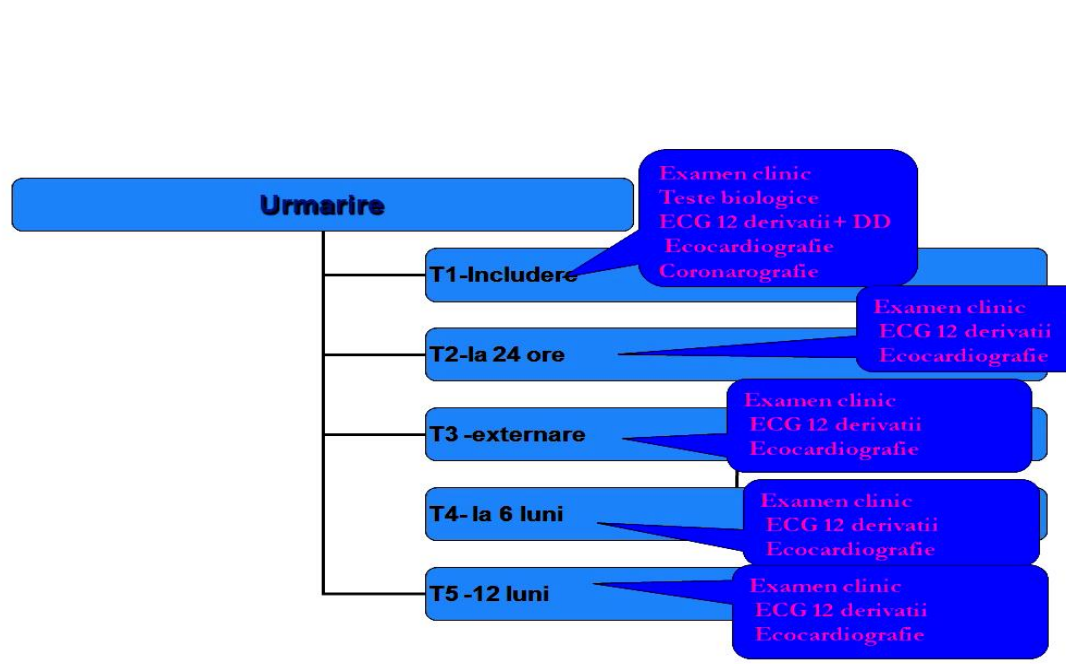 Urmarire
T1-Includere
Examen clinic
Teste biologice
ECG 12 derivatii+ DD
Ecocardiografie
Coronarografie
T2-la 24 ore
Examen clinic
ECG 12 derivatii
Ecocardiografie
T3 -externare
Examen clinic
ECG 12 derivatii
Ecocardiografie
T4- la 6 luni
Examen clinic
ECG 12 derivatii
Ecocardiografie
T5 -12 luni
Examen clinic
ECG 12 derivatii
Ecocardiografie